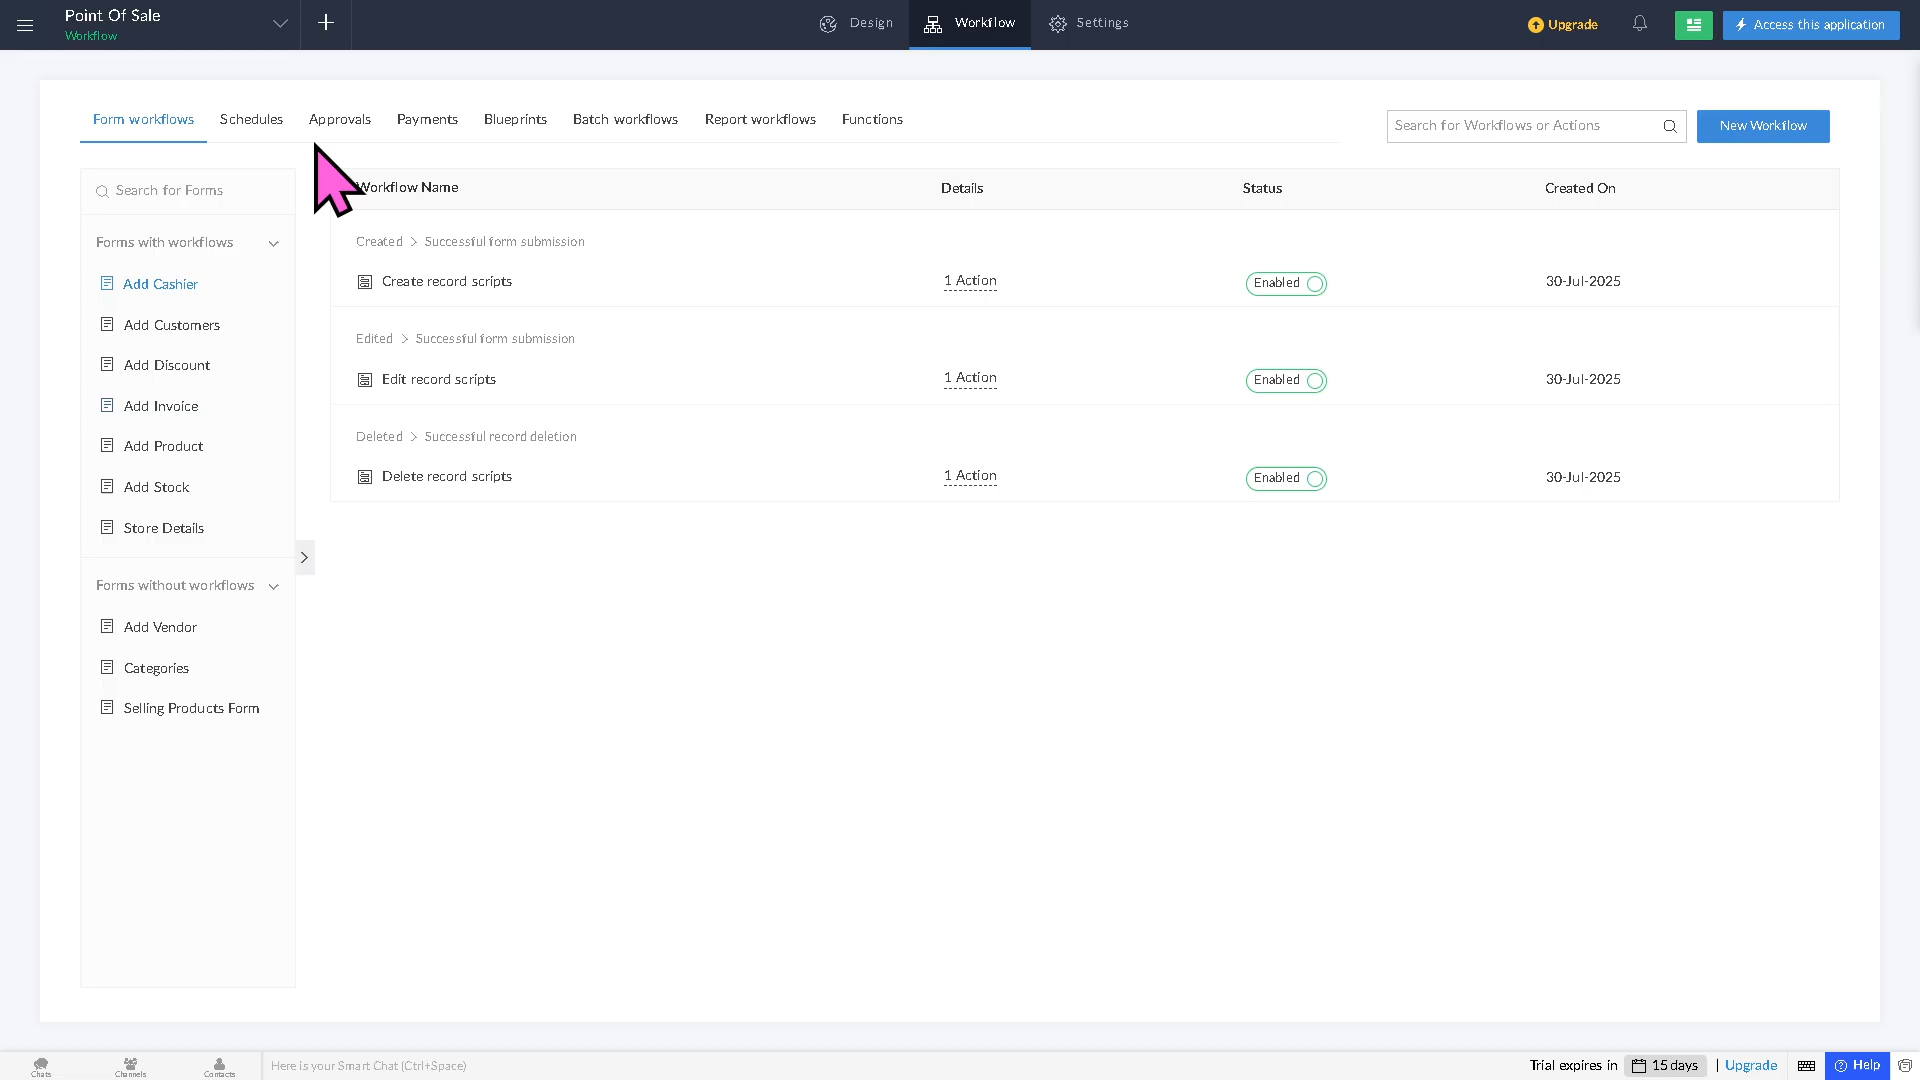 Point Of Sale
Workflow
Design
Workflow
Settings
Upgrade
Access this application
Form workflows
Schedules
Approvals
Payments
Blueprints
Batch workflows
Report workflows
Functions
Search for Workflows or Actions
New Workflow
Search for Forms
Forms with workflows
Add Cashier
Add Customers
Add Discount
Add Invoice
Add Product
Add Stock
Store Details
Forms without workflows
Add Vendor
Categories
Selling Products Form
Workflow Name
Details
Status
Created On
Created > Successful form submission
Create record scripts
1 Action
Enabled
30-Jul-2025
Edited > Successful form submission
Edit record scripts
1 Action
Enabled
30-Jul-2025
Deleted > Successful record deletion
Delete record scripts
1 Action
Enabled
30-Jul-2025
Chats
Channels
Contacts
Here is your Smart Chat (Ctrl+Space)
Trial expires in
15 days
| Upgrade
Help